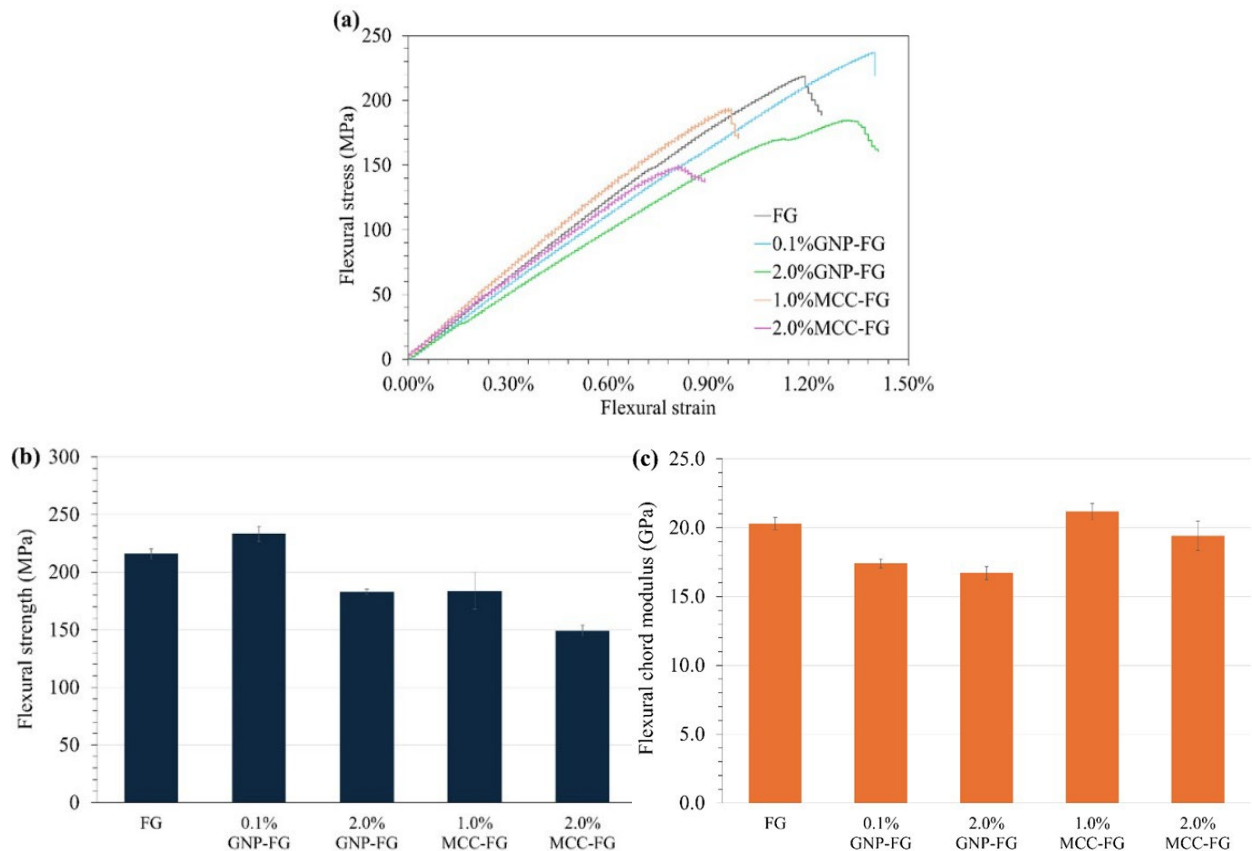 (a)
Flexural stress (MPa)
250
200
150
100
50
0
FG
0.1%GNP-FG
2.0%GNP-FG
1.0%MCC-FG
2.0%MCC-FG
0.00% 0.30% 0.60% 0.90% 1.20% 1.50%
Flexural strain
(b)
Flexural strength (MPa)
300
250
200
150
100
50
0
FG 0.1% 2.0% 1.0% 2.0%
GNP-FG GNP-FG MCC-FG MCC-FG
(c)
Flexural chord modulus (GPa)
25.0
20.0
15.0
10.0
5.0
0.0
FG 0.1% 2.0% 1.0% 2.0%
GNP-FG GNP-FG MCC-FG MCC-FG